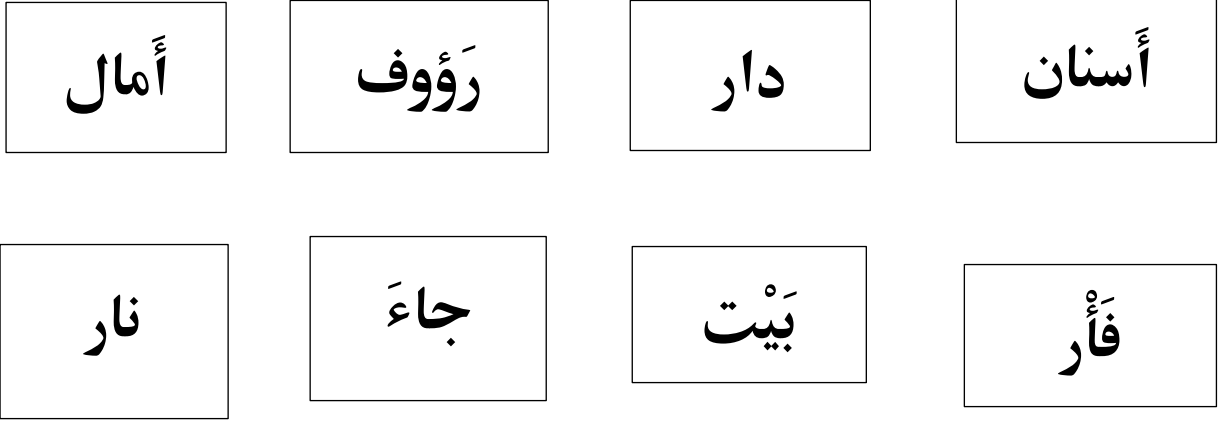 أَسنان
دار
رَؤوف
أَمال
فَأْر
بَيْت
جاءَ
نار